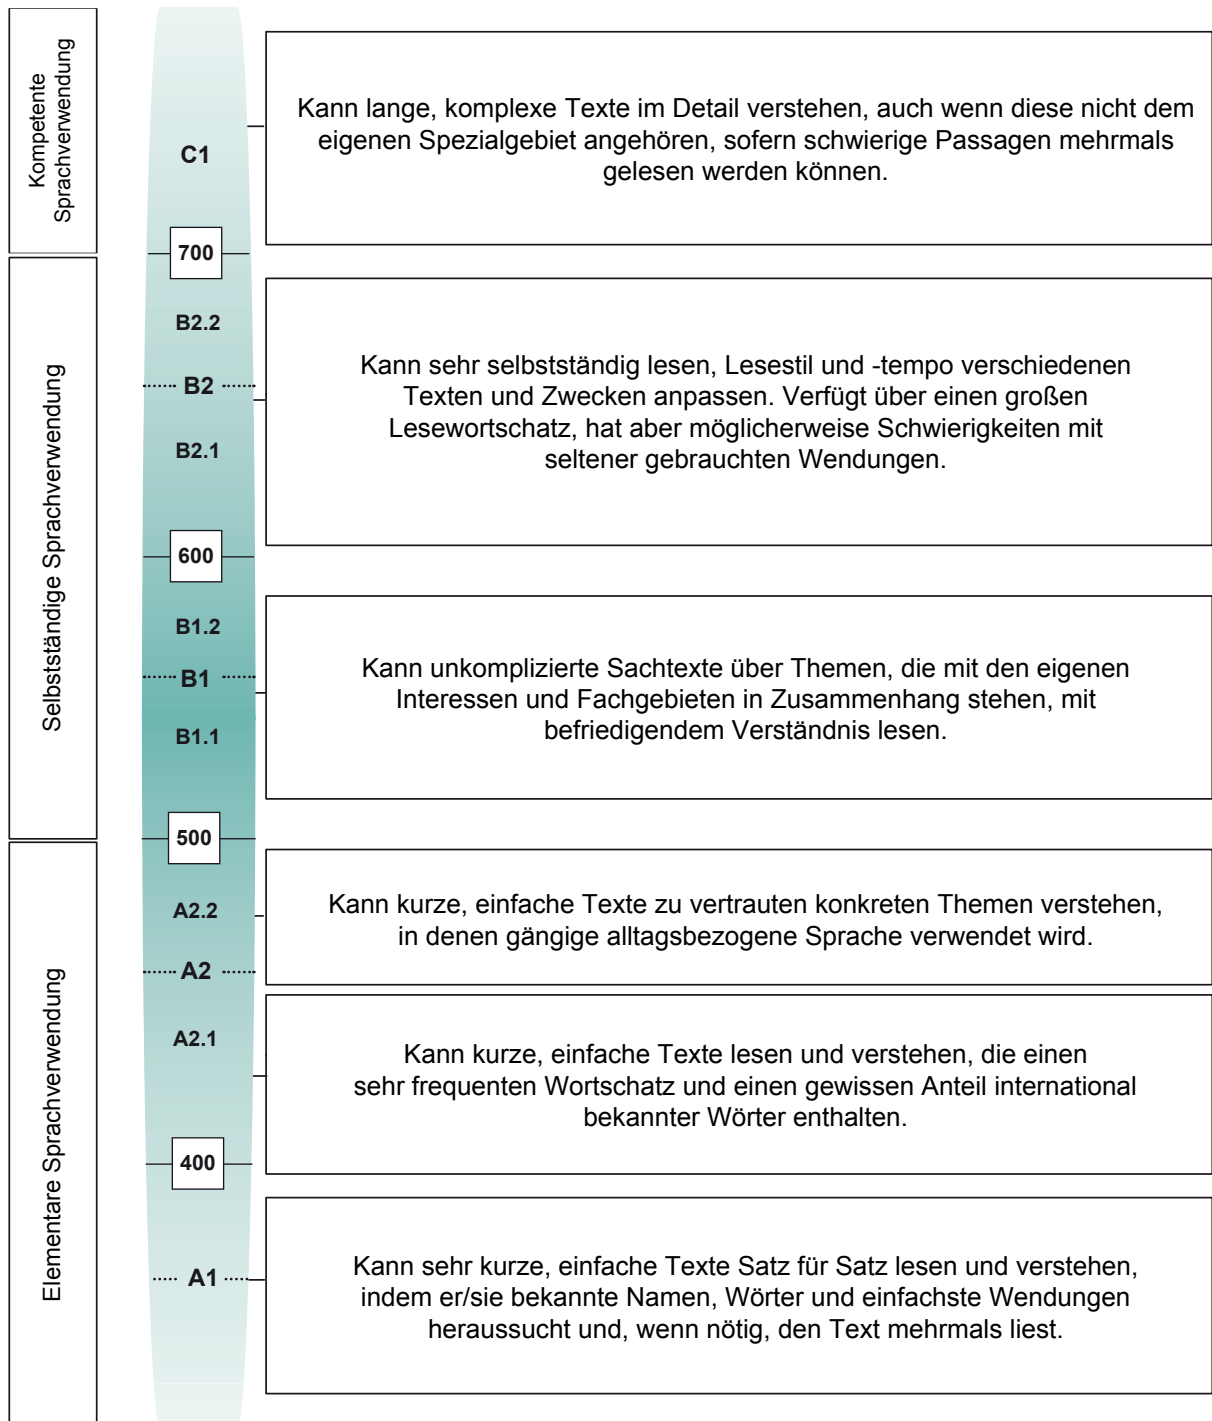 Kompetente
Sprachverwendung
C1
Kann lange, komplexe Texte im Detail verstehen, auch wenn diese nicht dem
eigenen Spezialgebiet angehören, sofern schwierige Passagen mehrmals
gelesen werden können.
700
Selbstständige Sprachverwendung
B2.2
B2
B2.1
Kann sehr selbstständig lesen, Lesestil und -tempo verschiedenen
Texten und Zwecken anpassen. Verfügt über einen großen
Lesewortschatz, hat aber möglicherweise Schwierigkeiten mit
seltener gebrauchten Wendungen.
600
B1.2
B1
B1.1
Kann unkomplizierte Sachtexte über Themen, die mit den eigenen
Interessen und Fachgebieten in Zusammenhang stehen, mit
befriedigendem Verständnis lesen.
500
Elementare Sprachverwendung
A2.2
Kann kurze, einfache Texte zu vertrauten konkreten Themen verstehen,
in denen gängige alltagsbezogene Sprache verwendet wird.
A2
A2.1
Kann kurze, einfache Texte lesen und verstehen, die einen
sehr frequenten Wortschatz und einen gewissen Anteil international
bekannter Wörter enthalten.
400
A1
Kann sehr kurze, einfache Texte Satz für Satz lesen und verstehen,
indem er/sie bekannte Namen, Wörter und einfachste Wendungen
heraussucht und, wenn nötig, den Text mehrmals liest.